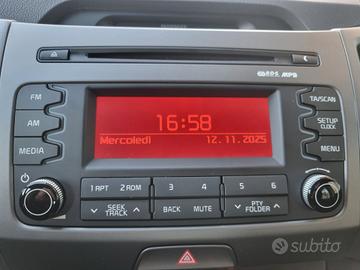 RDS MP3
FM
AM
MEDIA
16:58
Mercoledì 12.11.2025
TA/SCAN
SETUP
CLOCK
MENU
1 RPT 2 RDM 3 4 5 6
SEEK
TRACK
BACK MUTE
PTY
FOLDER
subito